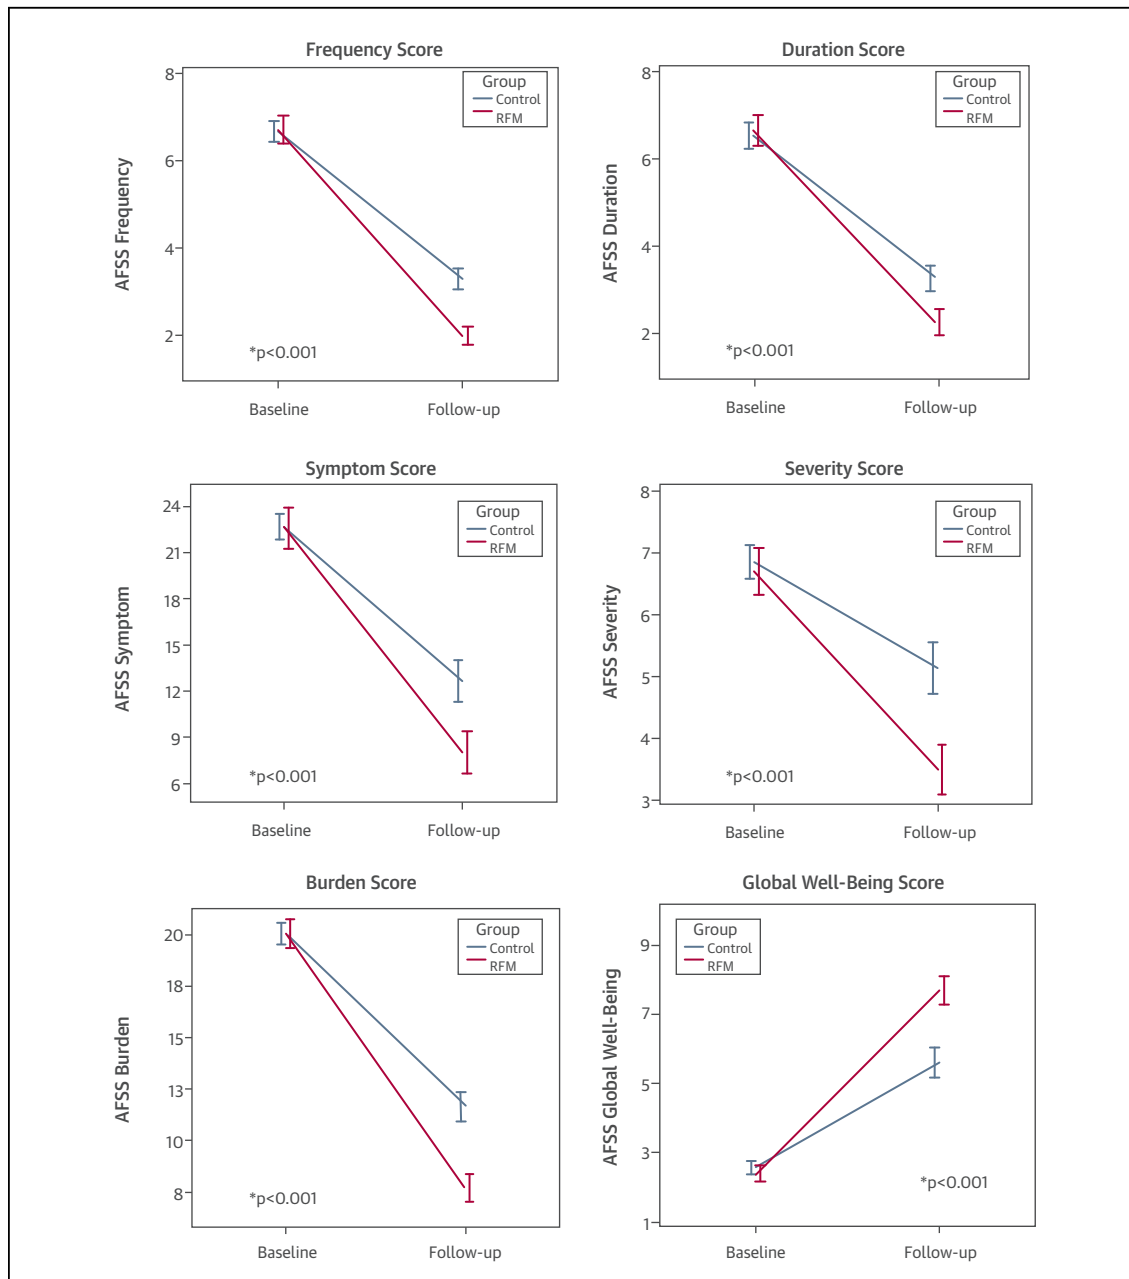 Frequency Score
AFSS Frequency
8
6
4
2
Group
Control
RFM
*p<0.001
Baseline
Follow-up
Duration Score
AFSS Duration
8
6
4
2
Group
Control
RFM
*p<0.001
Baseline
Follow-up
Symptom Score
AFSS Symptom
24
21
18
15
12
9
6
Group
Control
RFM
*p<0.001
Baseline
Follow-up
Severity Score
AFSS Severity
8
7
6
5
4
3
Group
Control
RFM
*p<0.001
Baseline
Follow-up
Burden Score
AFSS Burden
20
18
15
13
10
8
Group
Control
RFM
*p<0.001
Baseline
Follow-up
Global Well-Being Score
AFSS Global Well-Being
9
7
5
3
1
Group
Control
RFM
*p<0.001
Baseline
Follow-up